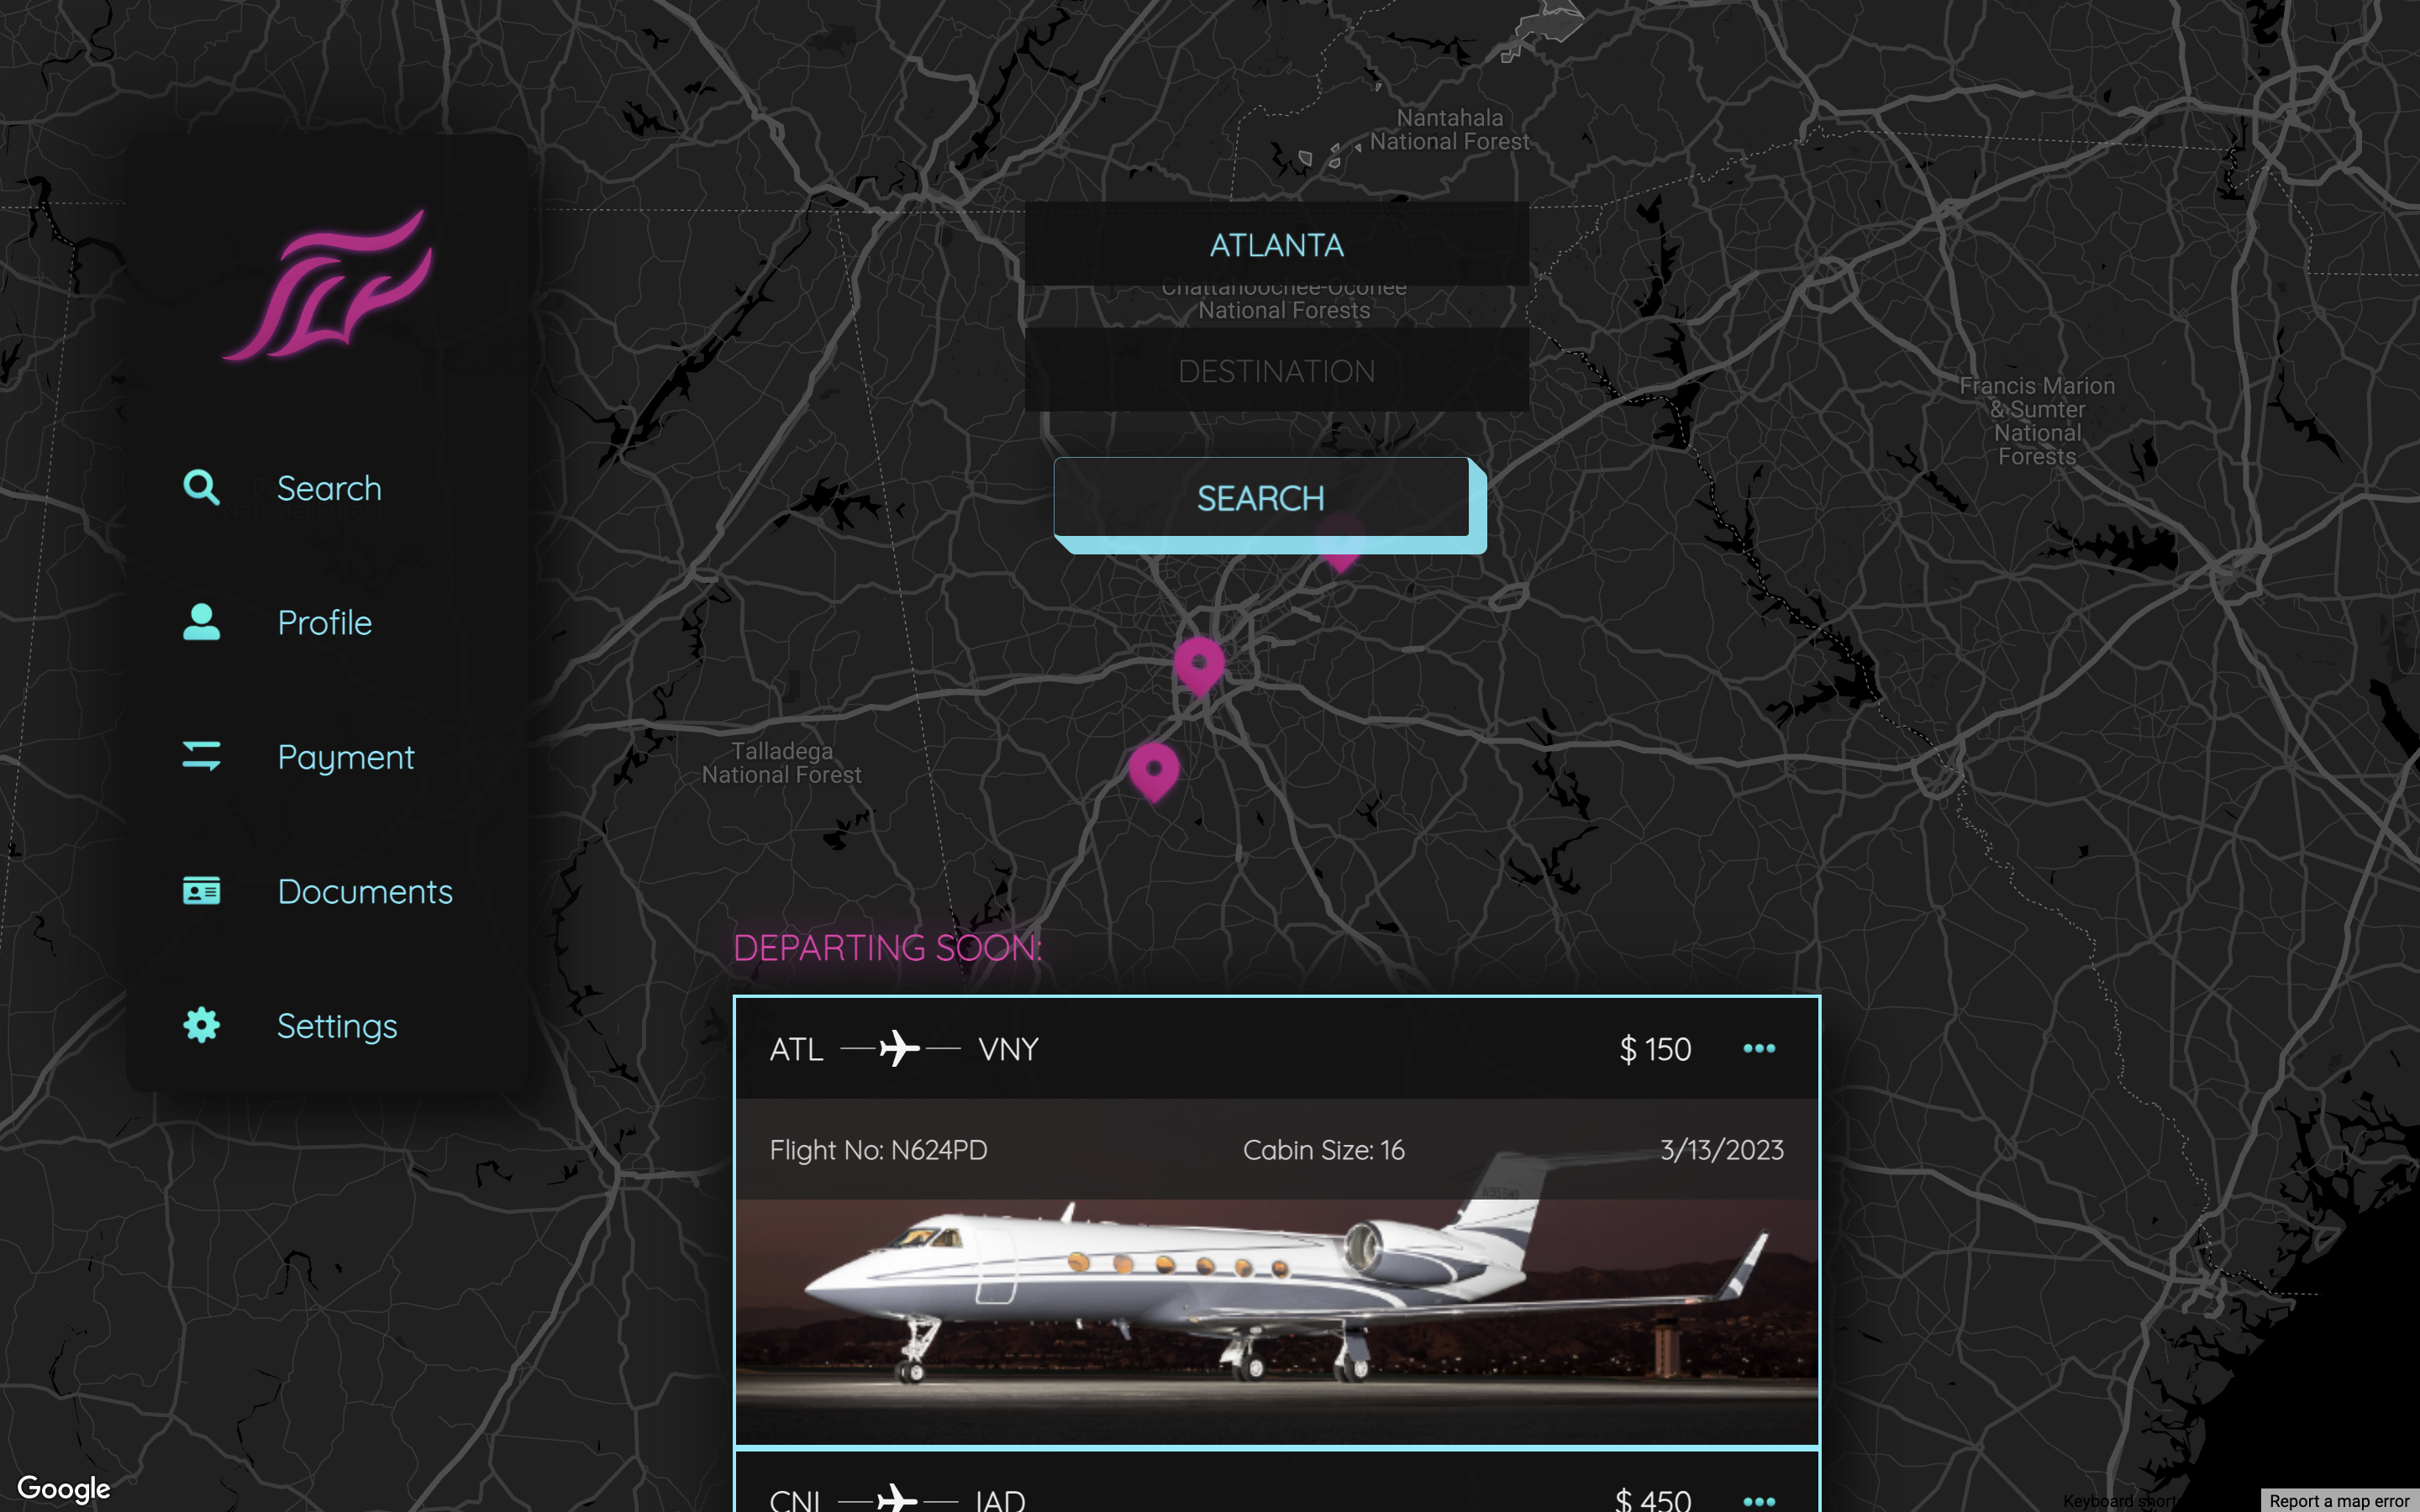 Nantahala
National Forest
ATLANTA
Chattahoochee-Oconee
National Forests
DESTINATION
Francis Marion
& Sumter
National
Forests
Search
National Forest
SEARCH
Profile
Payment
Talladega
National Forest
Documents
DEPARTING SOON:
Settings
ATL VNY $ 150
Flight No: N624PD Cabin Size: 16 3/13/2023
CNI IAD $ 450
Google
Keyboard short
Report a map error